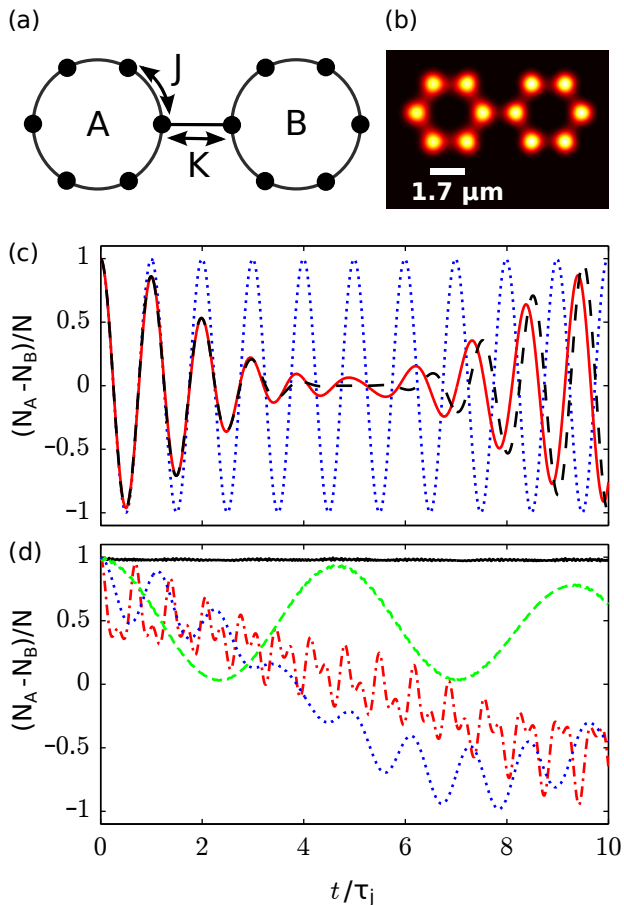 (a)
(b)
J
A
B
K
1.7 µm
(c)
1
0.5
0
−0.5
−1
(N_A −N_B)/N
(d)
1
0.5
0
−0.5
−1
(N_A −N_B)/N
0 2 4 6 8 10
t/τ_j